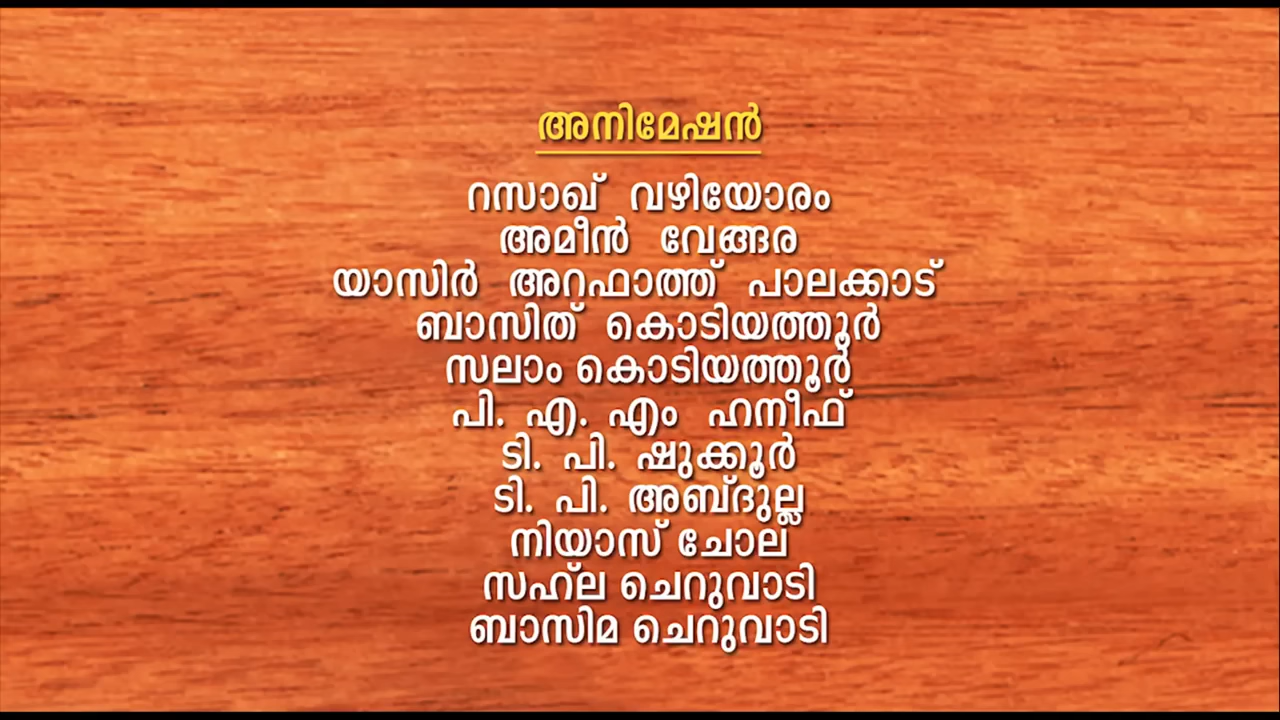 അനിമേഷൻ
റസാഖ് വഴിയോരം
അമീൻ വേങ്ങര
യാസിർ അറഫാത്ത് പാലക്കാട്
ബാസിത് കൊടിയത്തൂർ
സലാം കൊടിയത്തൂർ
പി. എ. എം ഹനീഫ്
ടി. പി. ഷുക്കൂർ
ടി. പി. അബ്ദുല്ല
നിയാസ് ചോല
സഹ്‌ല ചെറുവാടി
ബാസിമ ചെറുവാടി